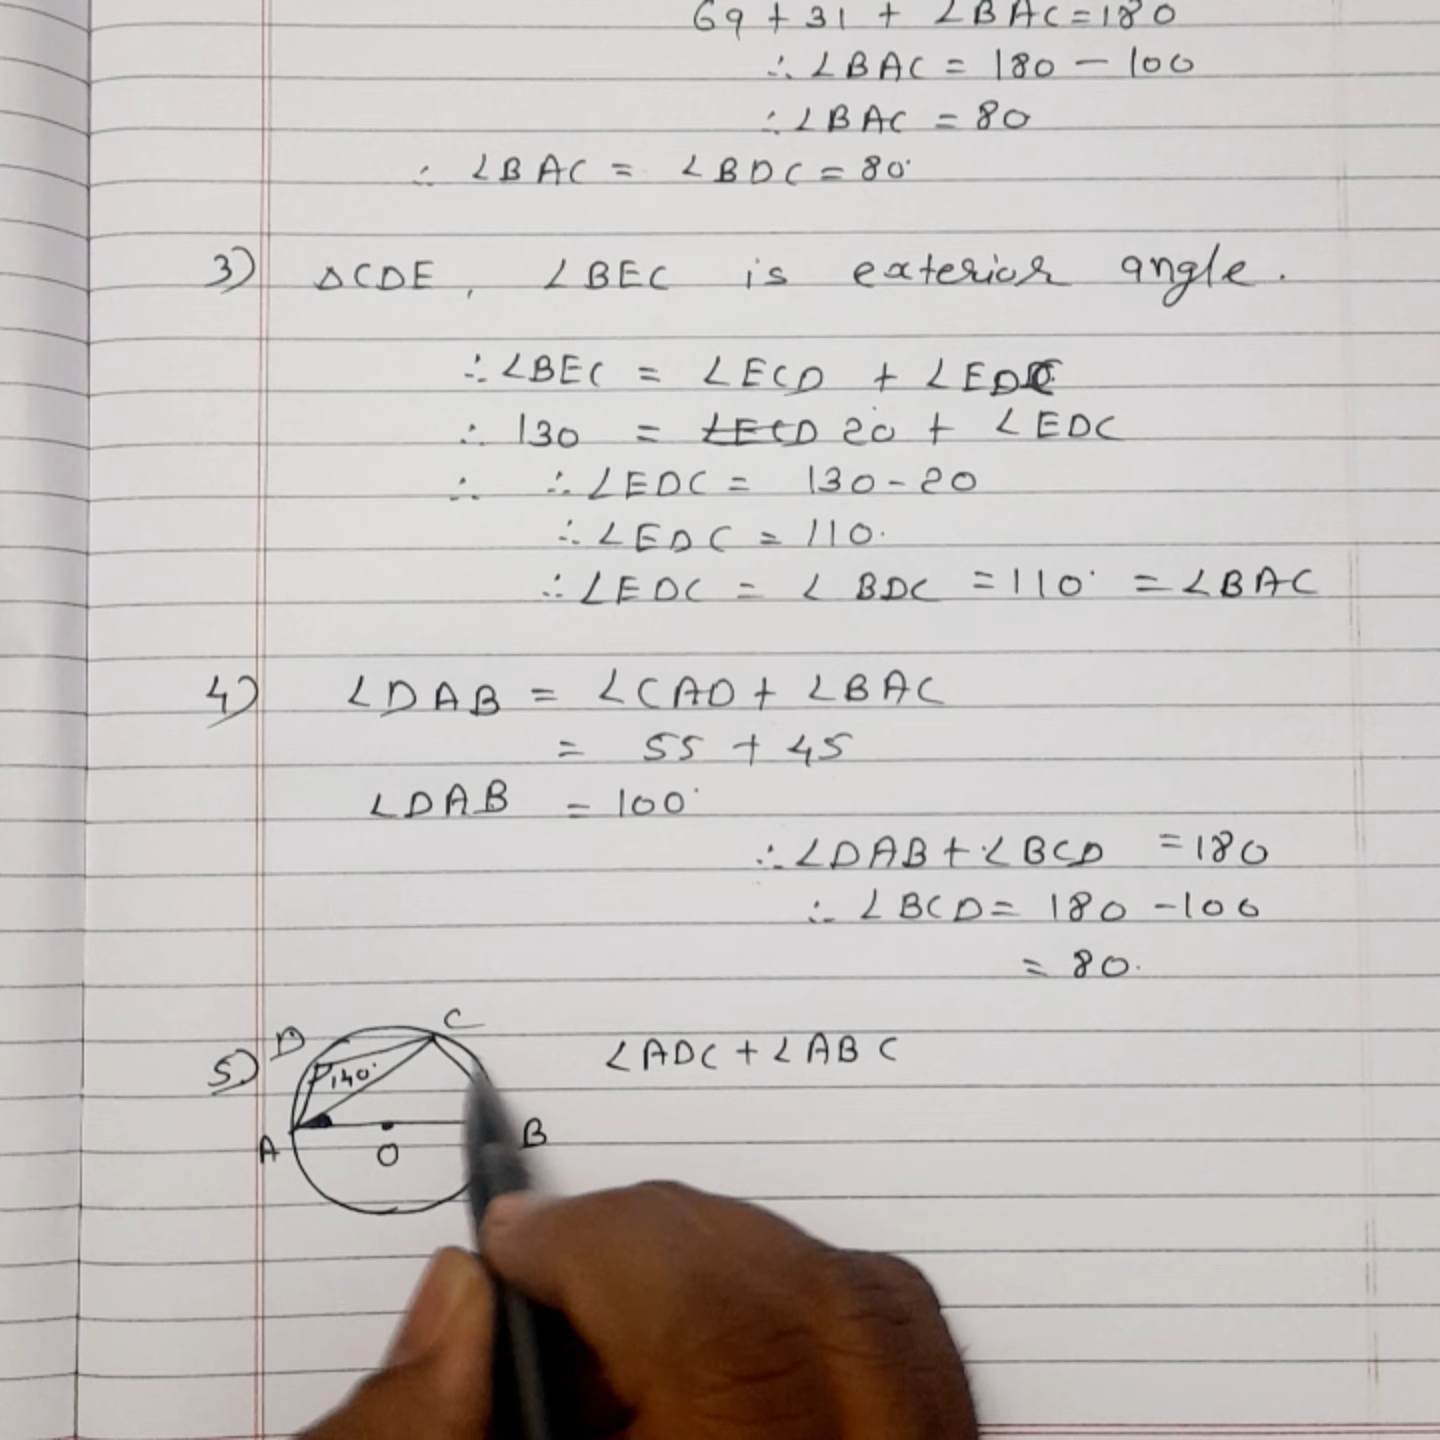 69 + 31 + ∠BAC = 180
∴ ∠BAC = 180 - 100
∴ ∠BAC = 80
∴ ∠BAC = ∠BDC = 80°
3) ΔCDE, ∠BEC is exterior angle.
∴ ∠BEC = ∠ECD + ∠EDC
∴ 130 = ∠ECD 20 + ∠EDC
∴ ∴ ∠EDC = 130 - 20
∴ ∠EDC = 110.
∴ ∠EDC = ∠BDC = 110° = ∠BAC
4) ∠DAB = ∠CAD + ∠BAC
= 55 + 45
∠DAB = 100°
∴ ∠DAB + ∠BCD = 180
∴ ∠BCD = 180 - 100
= 80.
5) D C ∠ADC + ∠ABC
140°
A O B